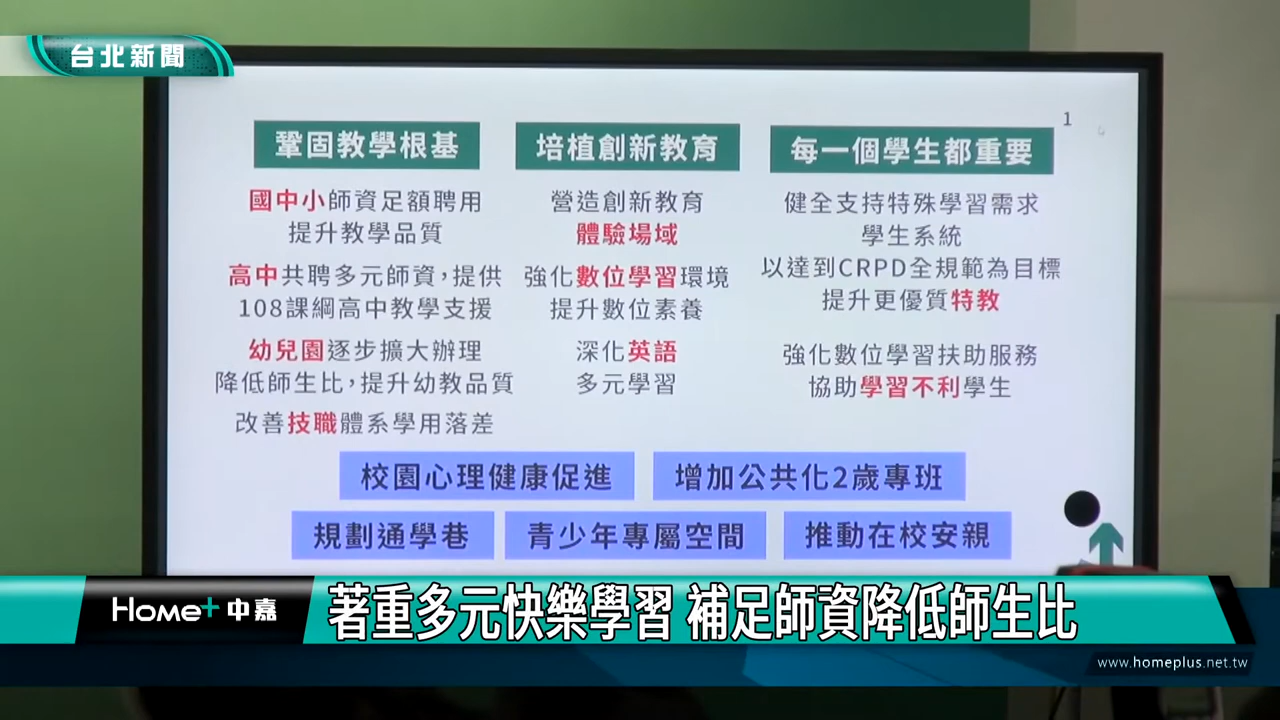 台北新聞
1
鞏固教學根基
國中小師資足額聘用
提升教學品質
高中共聘多元師資,提供
108課綱高中教學支援
幼兒園逐步擴大辦理
降低師生比,提升幼教品質
改善技職體系學用落差
培植創新教育
營造創新教育
體驗場域
強化數位學習環境
提升數位素養
深化英語
多元學習
每一個學生都重要
健全支持特殊學習需求
學生系統
以達到CRPD全規範為目標
提升更優質特教
強化數位學習扶助服務
協助學習不利學生
校園心理健康促進
增加公共化2歲專班
規劃通學巷
青少年專屬空間
推動在校安親
Home+中嘉
著重多元快樂學習 補足師資降低師生比
www.homeplus.net.tw